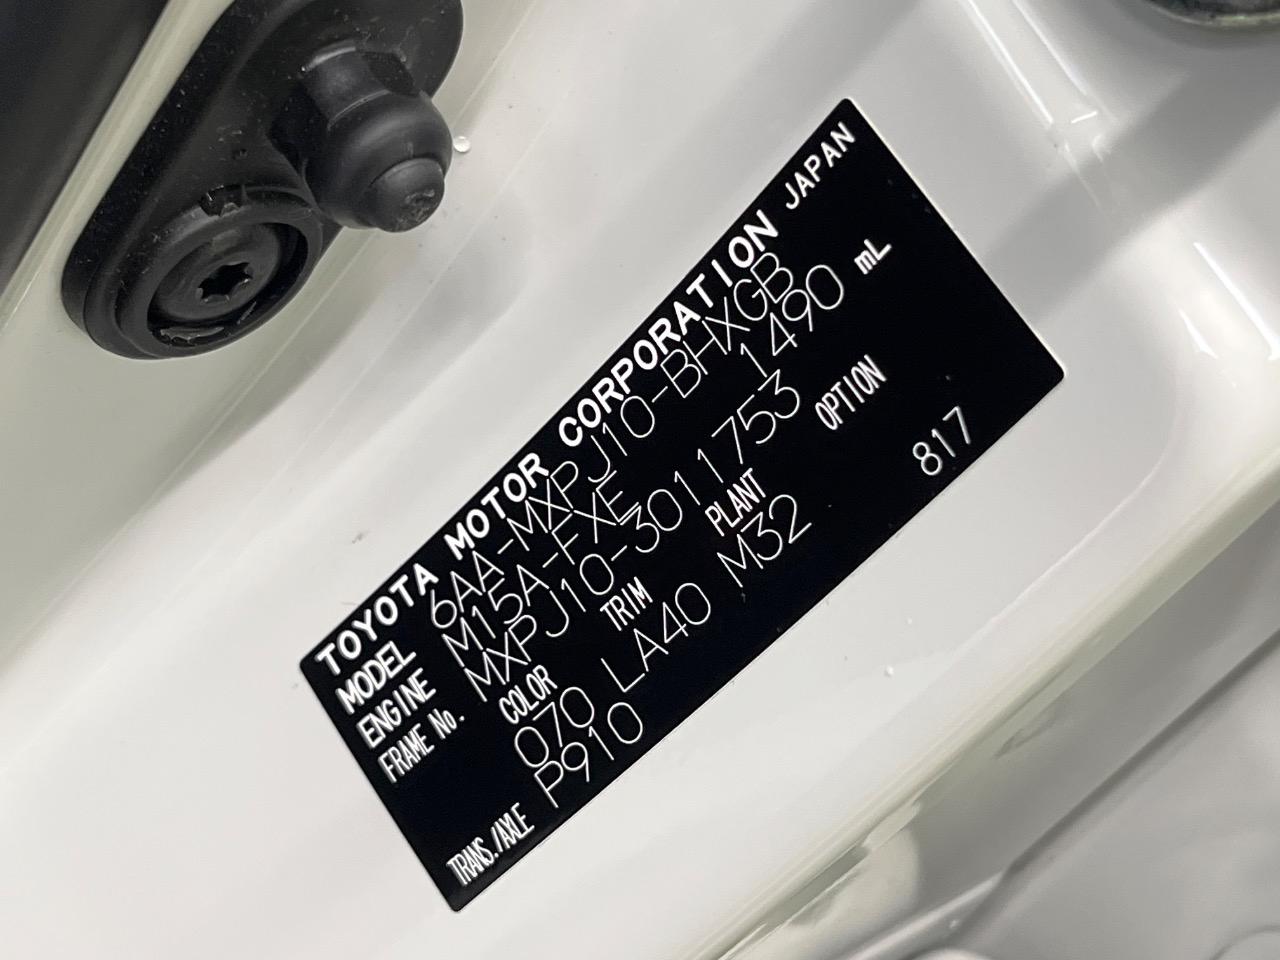 TOYOTA MOTOR CORPORATION JAPAN
MODEL 6AA-MXPJ10-BHXGB
ENGINE M15A-FXE 1490 mL
FRAME No. MXPJ10-3011753
COLOR TRIM PLANT OPTION
070 LA40 M32 817
TRANS./AXLE P910